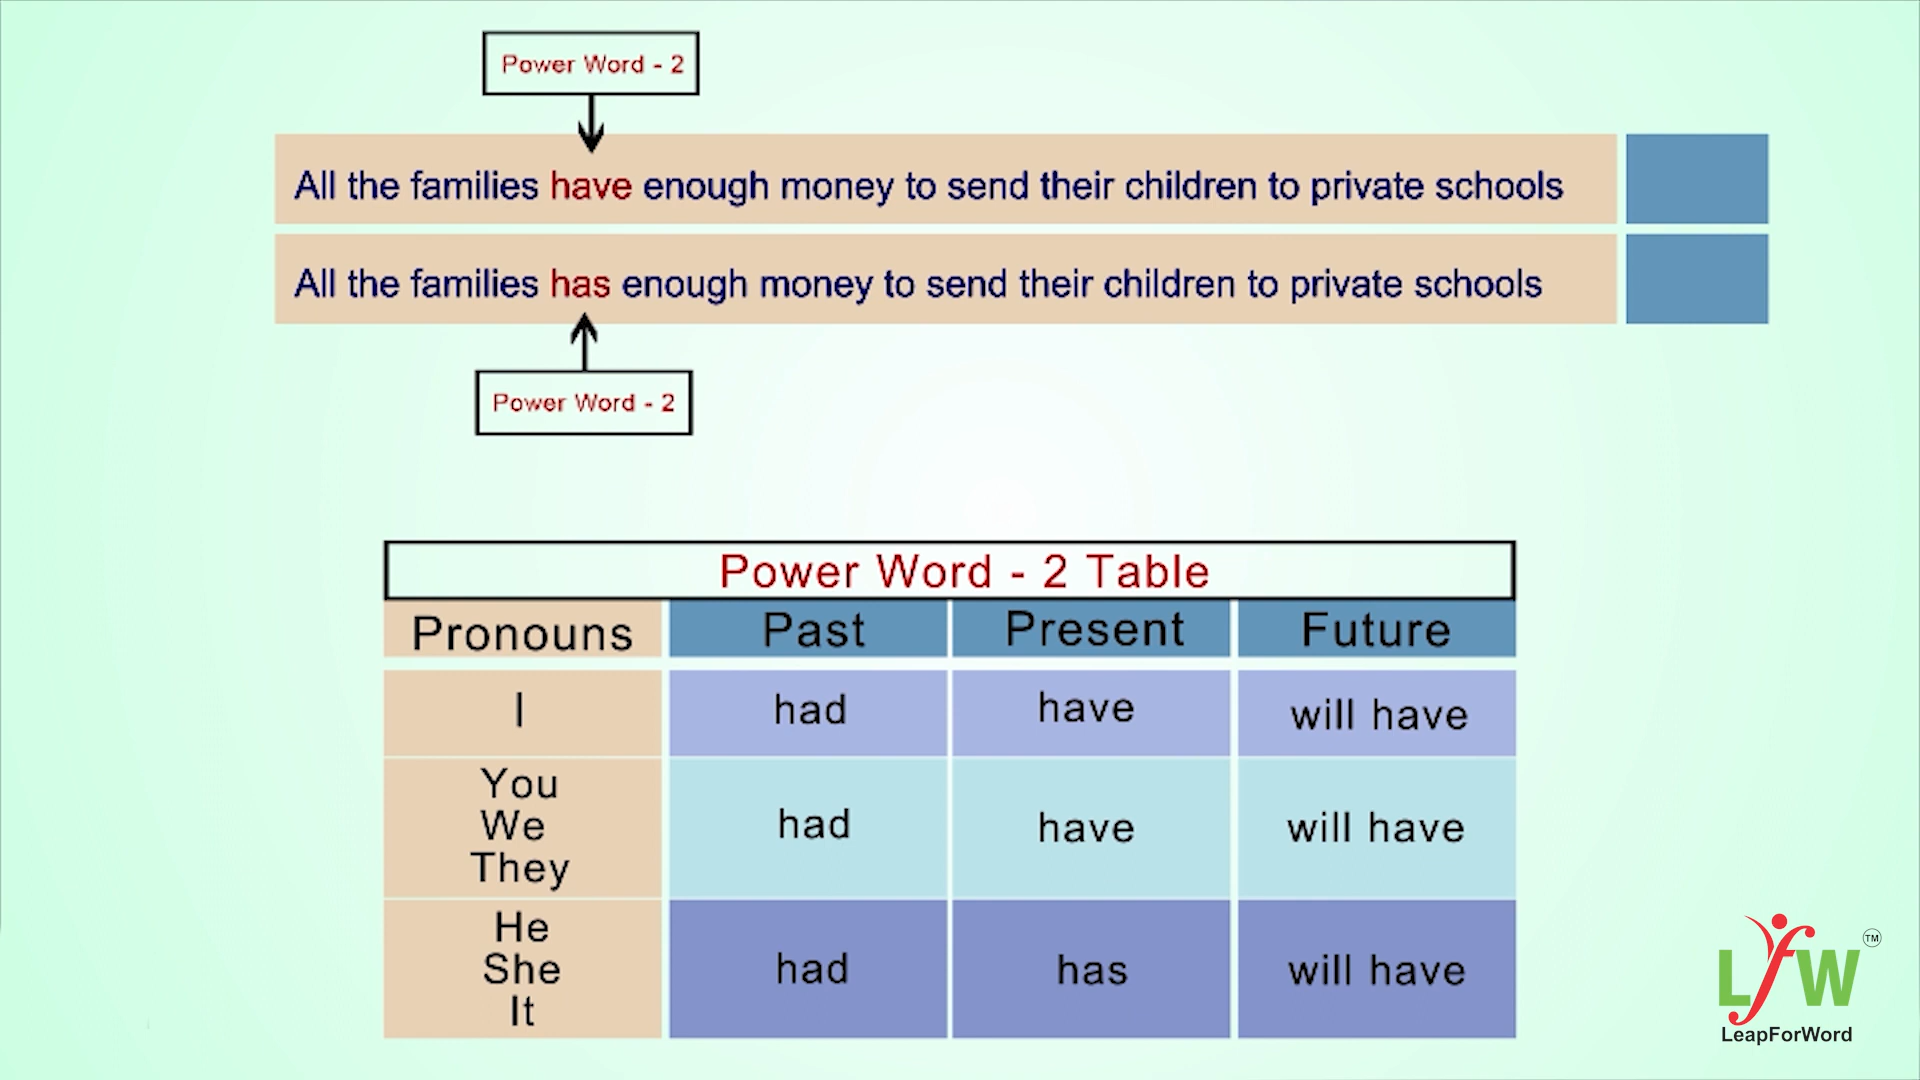 Power Word - 2
All the families have enough money to send their children to private schools
All the families has enough money to send their children to private schools
Power Word - 2
Power Word - 2 Table
Pronouns Past Present Future
I had have will have
You
We
They
had have will have
He
She
It
had has will have
LFW TM
LeapForWord